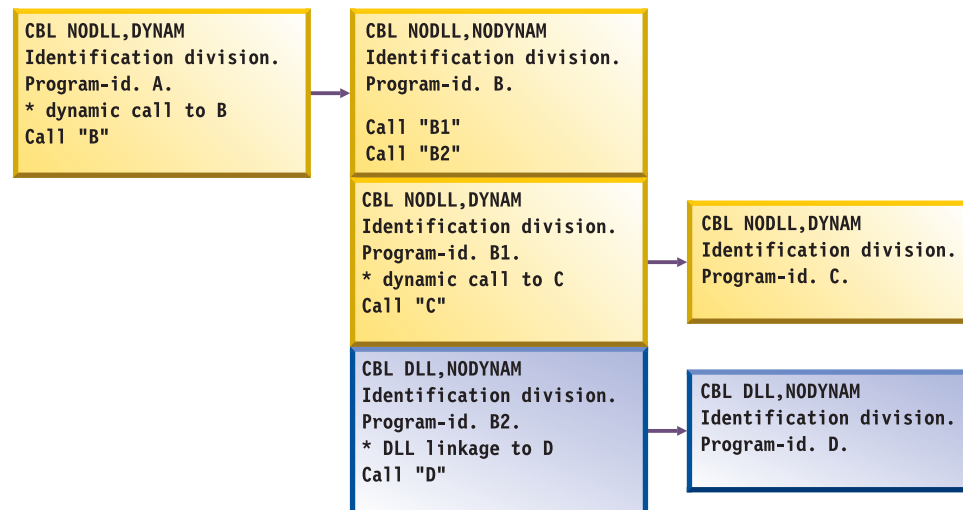 CBL NODLL,DYNAM
Identification division.
Program-id. A.
* dynamic call to B
Call "B"
CBL NODLL,NODYNAM
Identification division.
Program-id. B.
Call "B1"
Call "B2"
CBL NODLL,DYNAM
Identification division.
Program-id. B1.
* dynamic call to C
Call "C"
CBL NODLL,DYNAM
Identification division.
Program-id. C.
CBL DLL,NODYNAM
Identification division.
Program-id. B2.
* DLL linkage to D
Call "D"
CBL DLL,NODYNAM
Identification division.
Program-id. D.